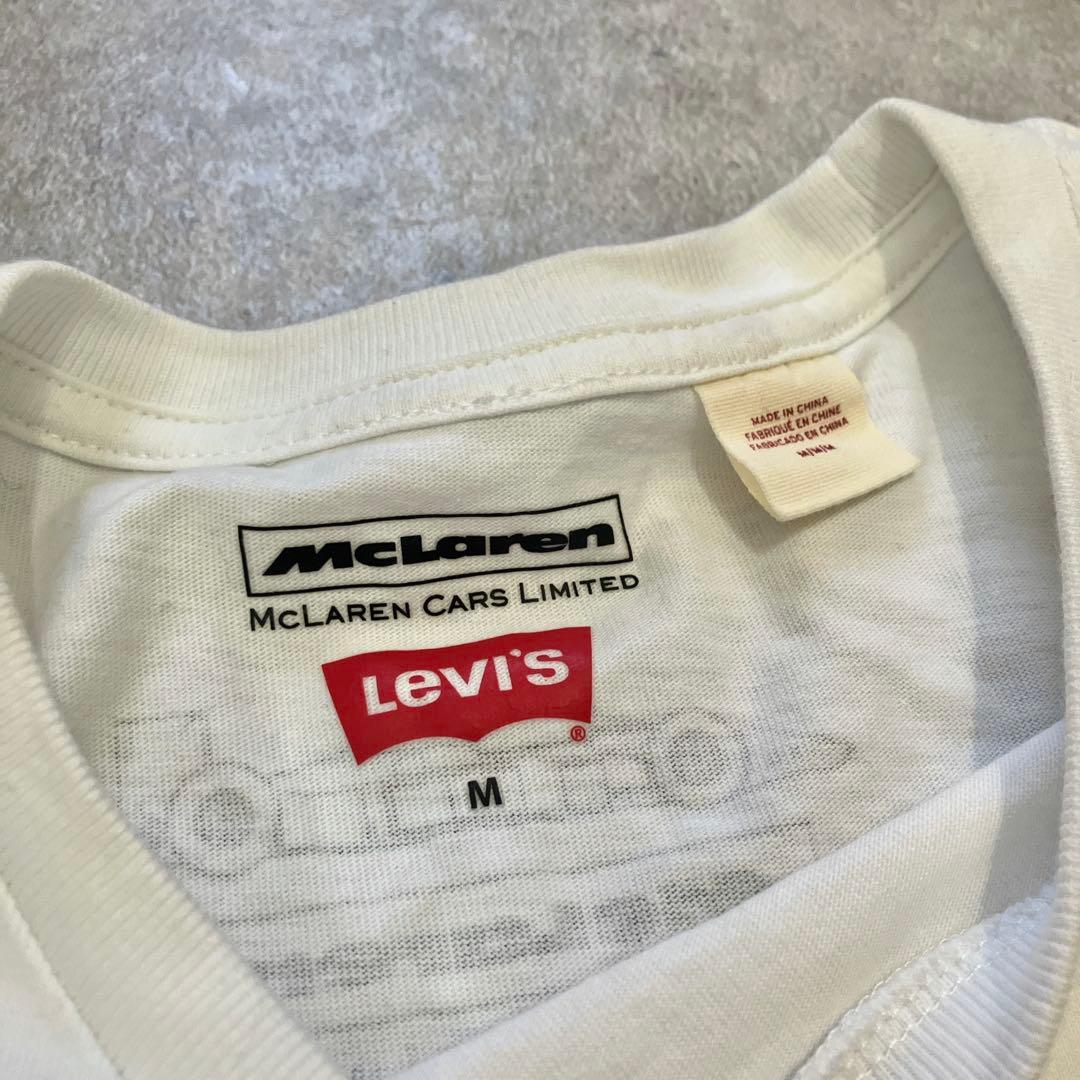 MADE IN CHINA
FABRIQUÉ EN CHINE
FABRICADO EN CHINA
M/M/M
McLaren
McLAREN CARS LIMITED
LEVI'S
®
M